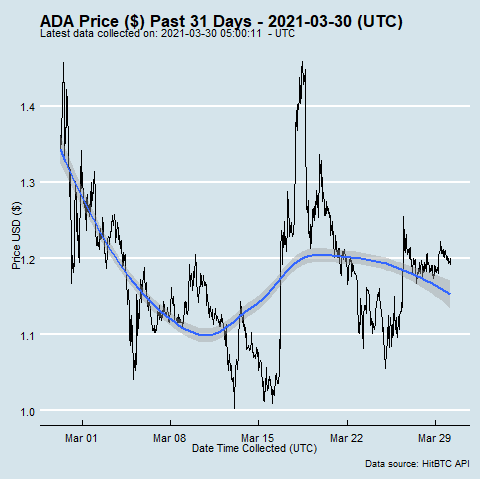 ADA Price ($) Past 31 Days - 2021-03-30 (UTC)
Latest data collected on: 2021-03-30 05:00:11 - UTC
Price USD ($)
1.4
1.3
1.2
1.1
1.0
Mar 01 Mar 08 Mar 15 Mar 22 Mar 29
Date Time Collected (UTC)
Data source: HitBTC API